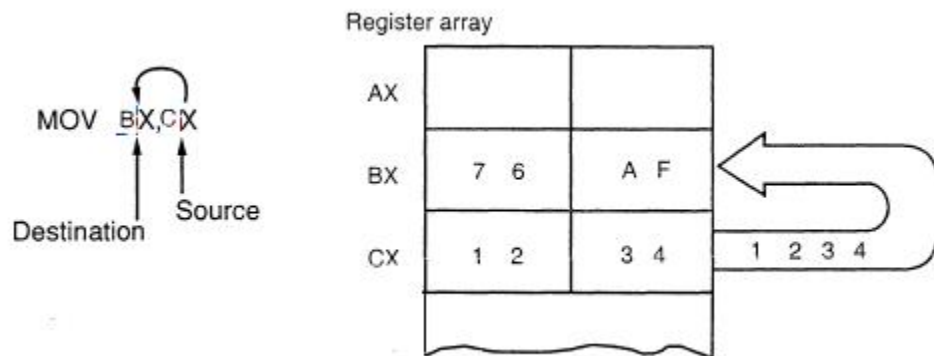 Register array
MOV BX,CX
Destination
Source
AX
BX 7 6 A F
CX 1 2 3 4 1 2 3 4